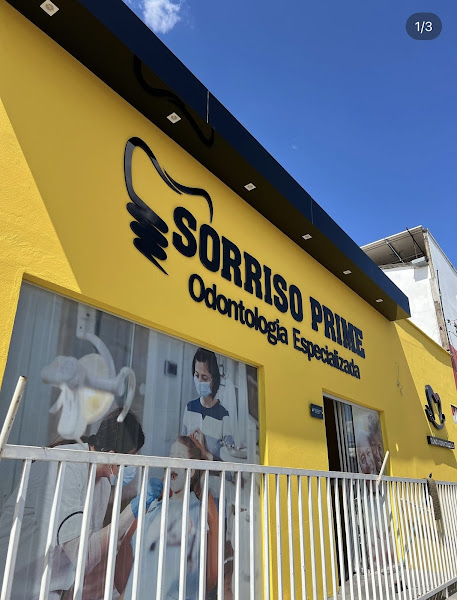 1/3
SORRISO PRIME
Odontologia Especializada